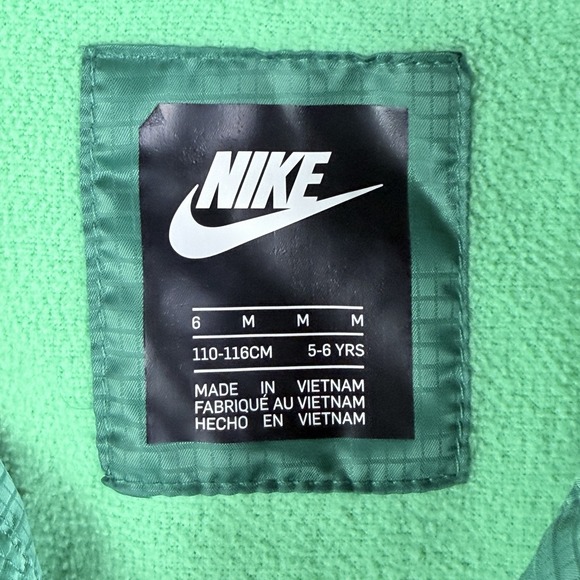 NIKE
6 M M M
110-116CM 5-6 YRS
MADE IN VIETNAM
FABRIQUÉ AU VIETNAM
HECHO EN VIETNAM